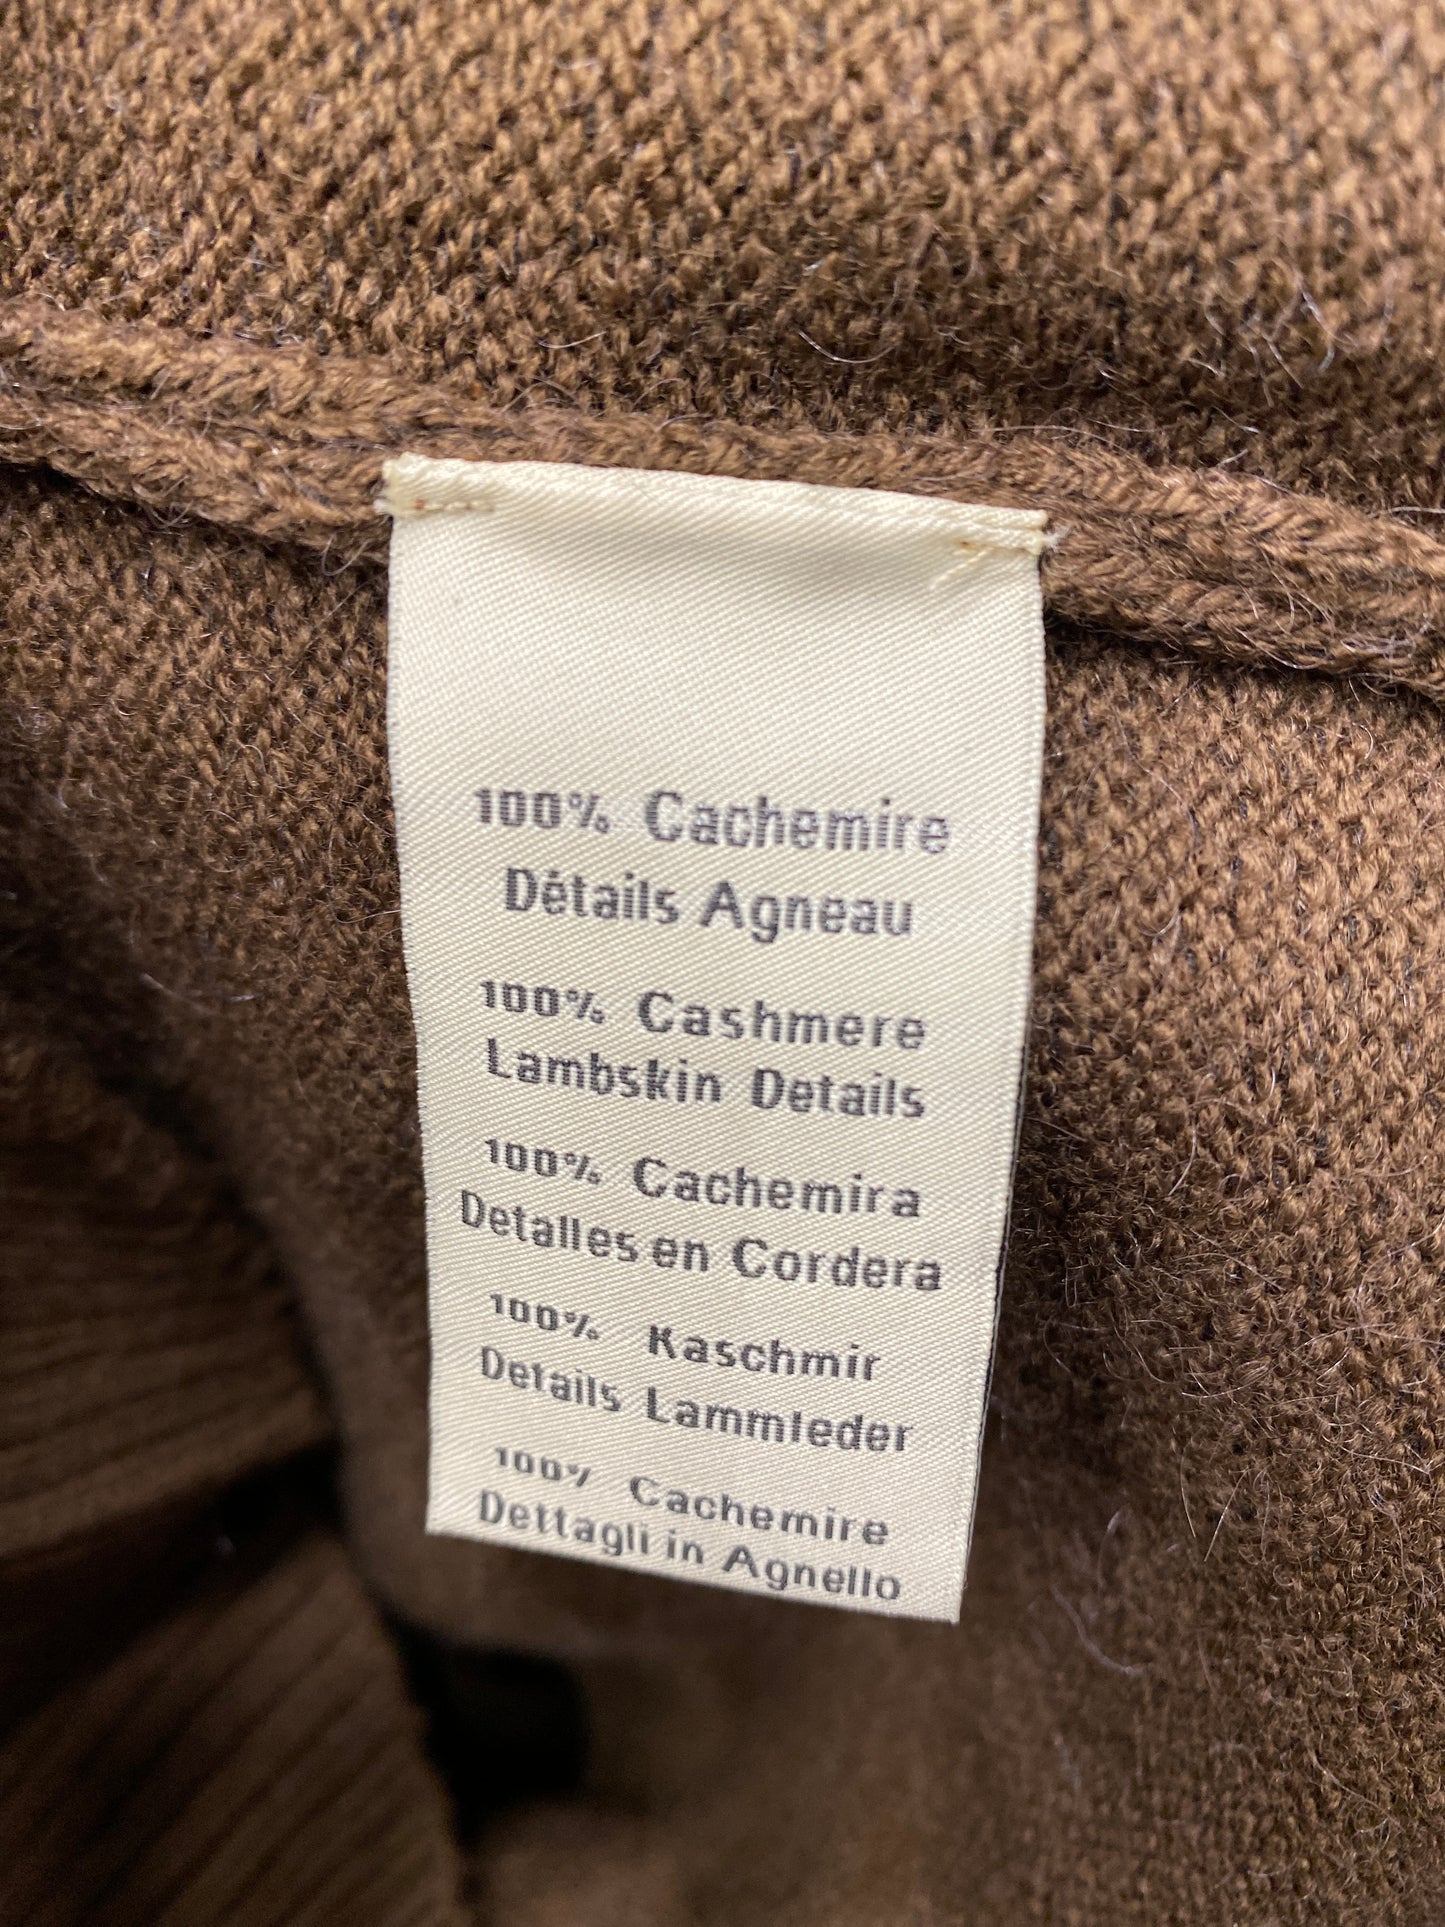 100% Cachemire
Détails Agneau
100% Cashmere
Lambskin Details
100% Cachemira
Detalles en Cordera
100% Kaschmir
Details Lammleder
100% Cachemire
Dettagli in Agnello